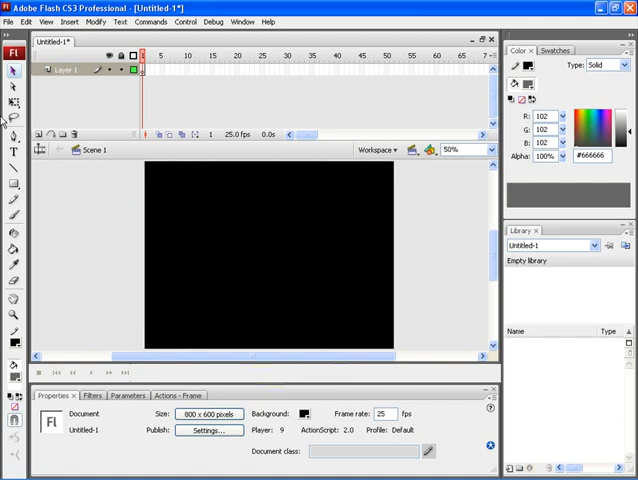 Adobe Flash CS3 Professional - [Untitled-1*]
File Edit View Insert Modify Text Commands Control Debug Window Help
Fl
Untitled-1*
1 5 10 15 20 25 30 35 40 45 50 55 60 65 7
Layer 1
1 25.0 fps 0.0s
Scene 1
Workspace
50%
Color
Swatches
Type: Solid
R: 102
G: 102
B: 102
Alpha: 100%
#666666
Library
Untitled-1
Empty library
Name
Type
Properties Filters Parameters Actions - Frame
Fl
Document
Untitled-1
Size: 800 x 600 pixels
Background:
Frame rate: 25 fps
Publish: Settings...
Player: 9 ActionScript: 2.0 Profile: Default
Document class: